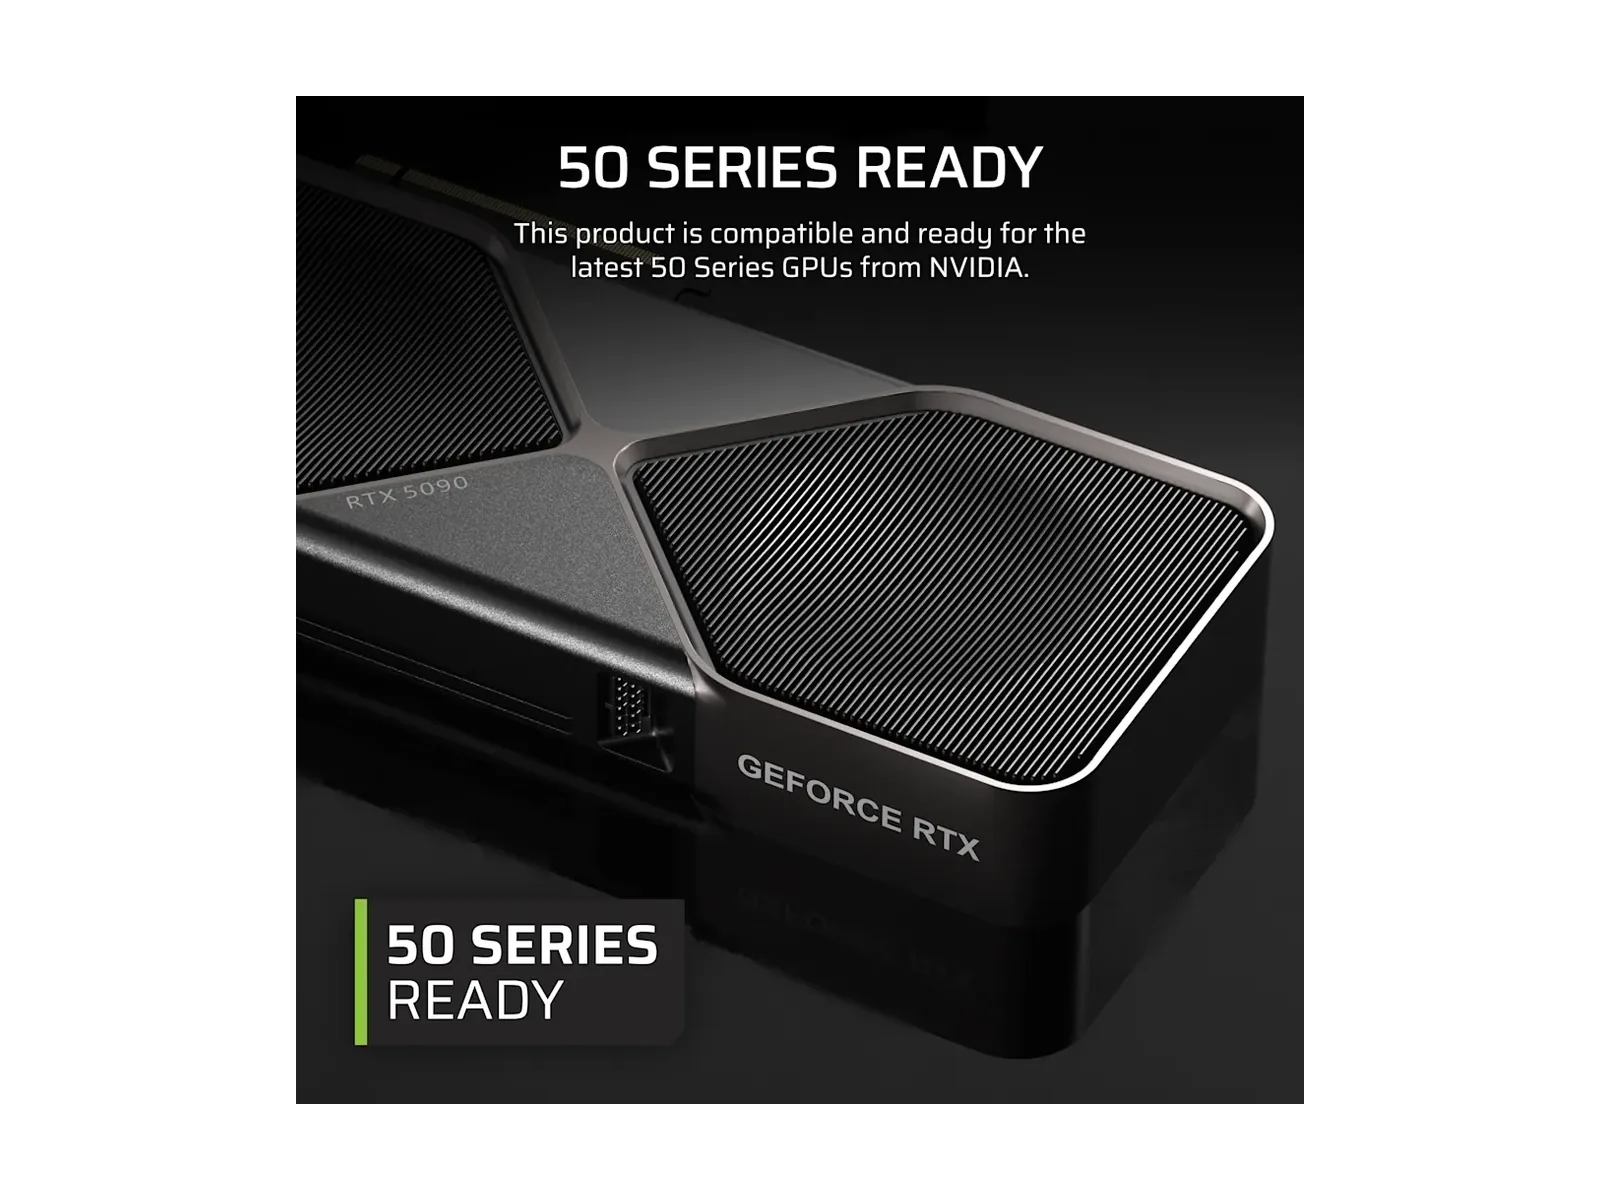 50 SERIES READY
This product is compatible and ready for the
latest 50 Series GPUs from NVIDIA.
RTX 5090
GEFORCE RTX
50 SERIES
READY